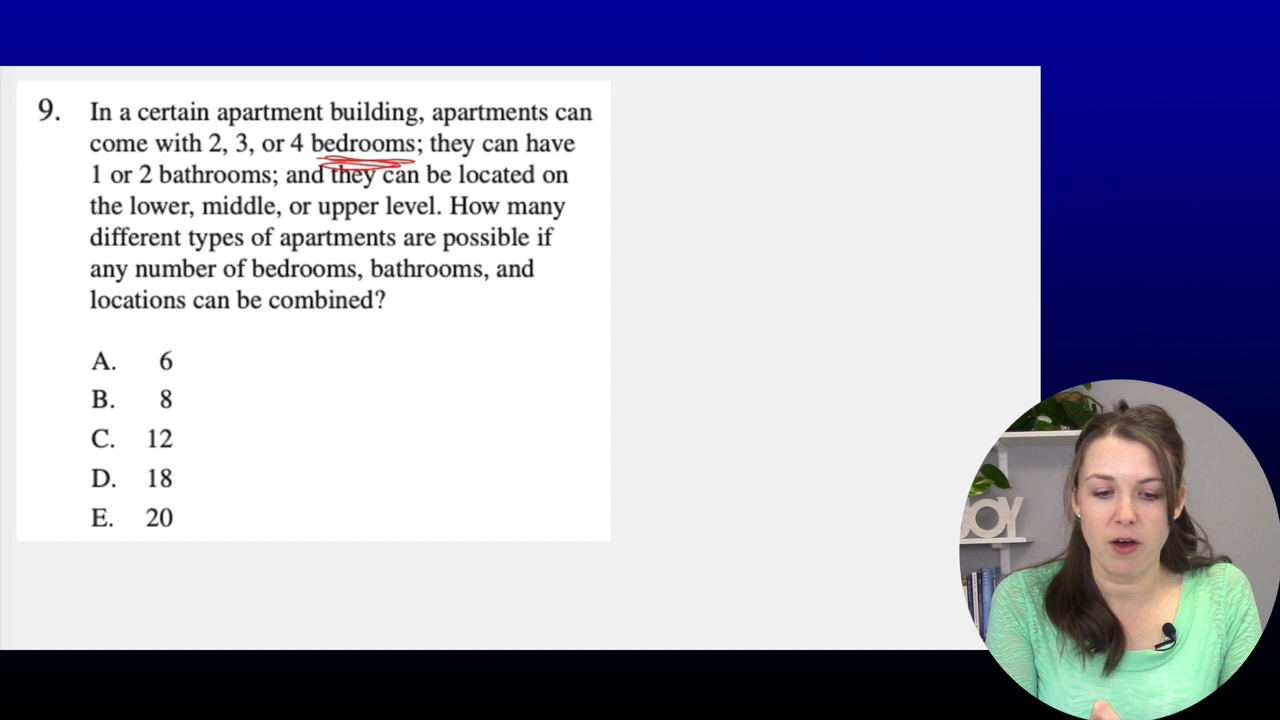 9. In a certain apartment building, apartments can
come with 2, 3, or 4 bedrooms; they can have
1 or 2 bathrooms; and they can be located on
the lower, middle, or upper level. How many
different types of apartments are possible if
any number of bedrooms, bathrooms, and
locations can be combined?
A. 6
B. 8
C. 12
D. 18
E. 20
JOY